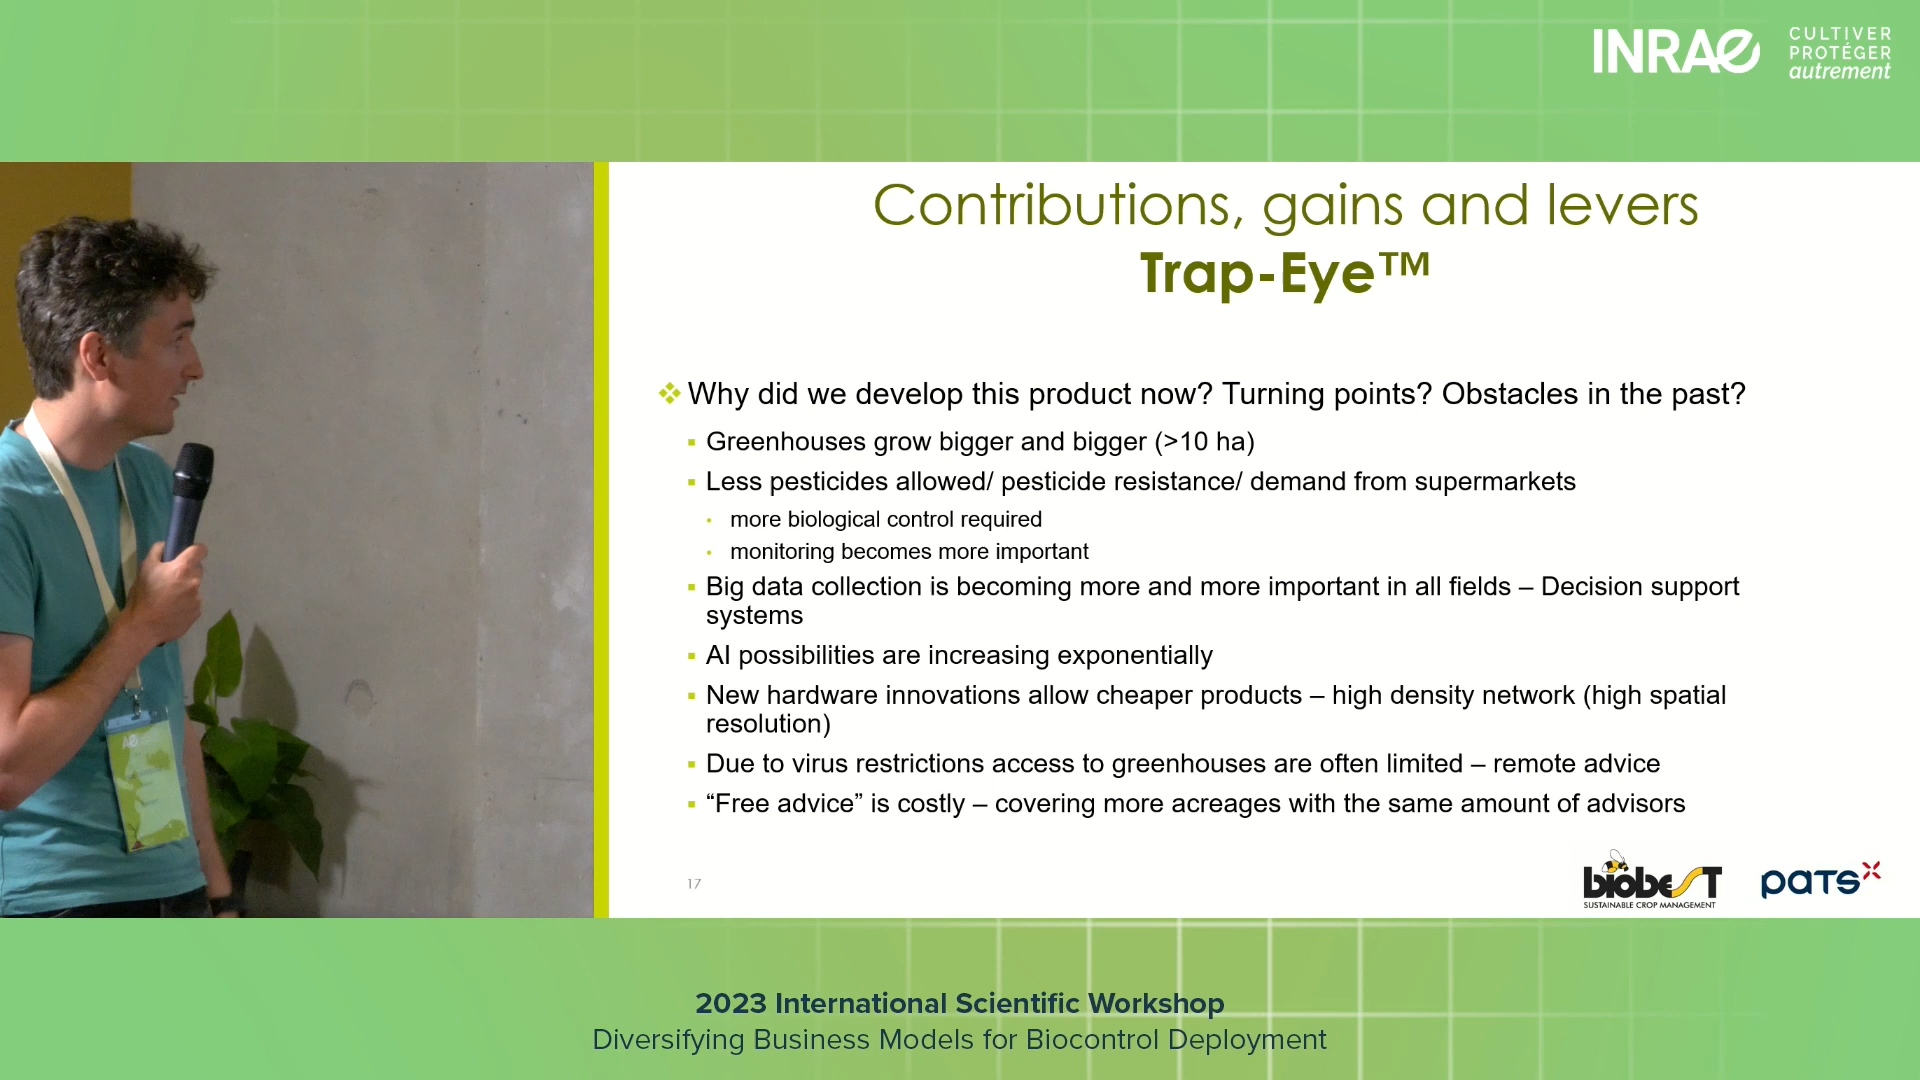 INRAE
CULTIVER
PROTÉGER
autrement
Contributions, gains and levers
Trap-Eye™
Why did we develop this product now? Turning points? Obstacles in the past?
Greenhouses grow bigger and bigger (>10 ha)
Less pesticides allowed/ pesticide resistance/ demand from supermarkets
more biological control required
monitoring becomes more important
Big data collection is becoming more and more important in all fields – Decision support
systems
AI possibilities are increasing exponentially
New hardware innovations allow cheaper products – high density network (high spatial
resolution)
Due to virus restrictions access to greenhouses are often limited – remote advice
“Free advice” is costly – covering more acreages with the same amount of advisors
17
biobesT
SUSTAINABLE CROP MANAGEMENT
PATS
2023 International Scientific Workshop
Diversifying Business Models for Biocontrol Deployment